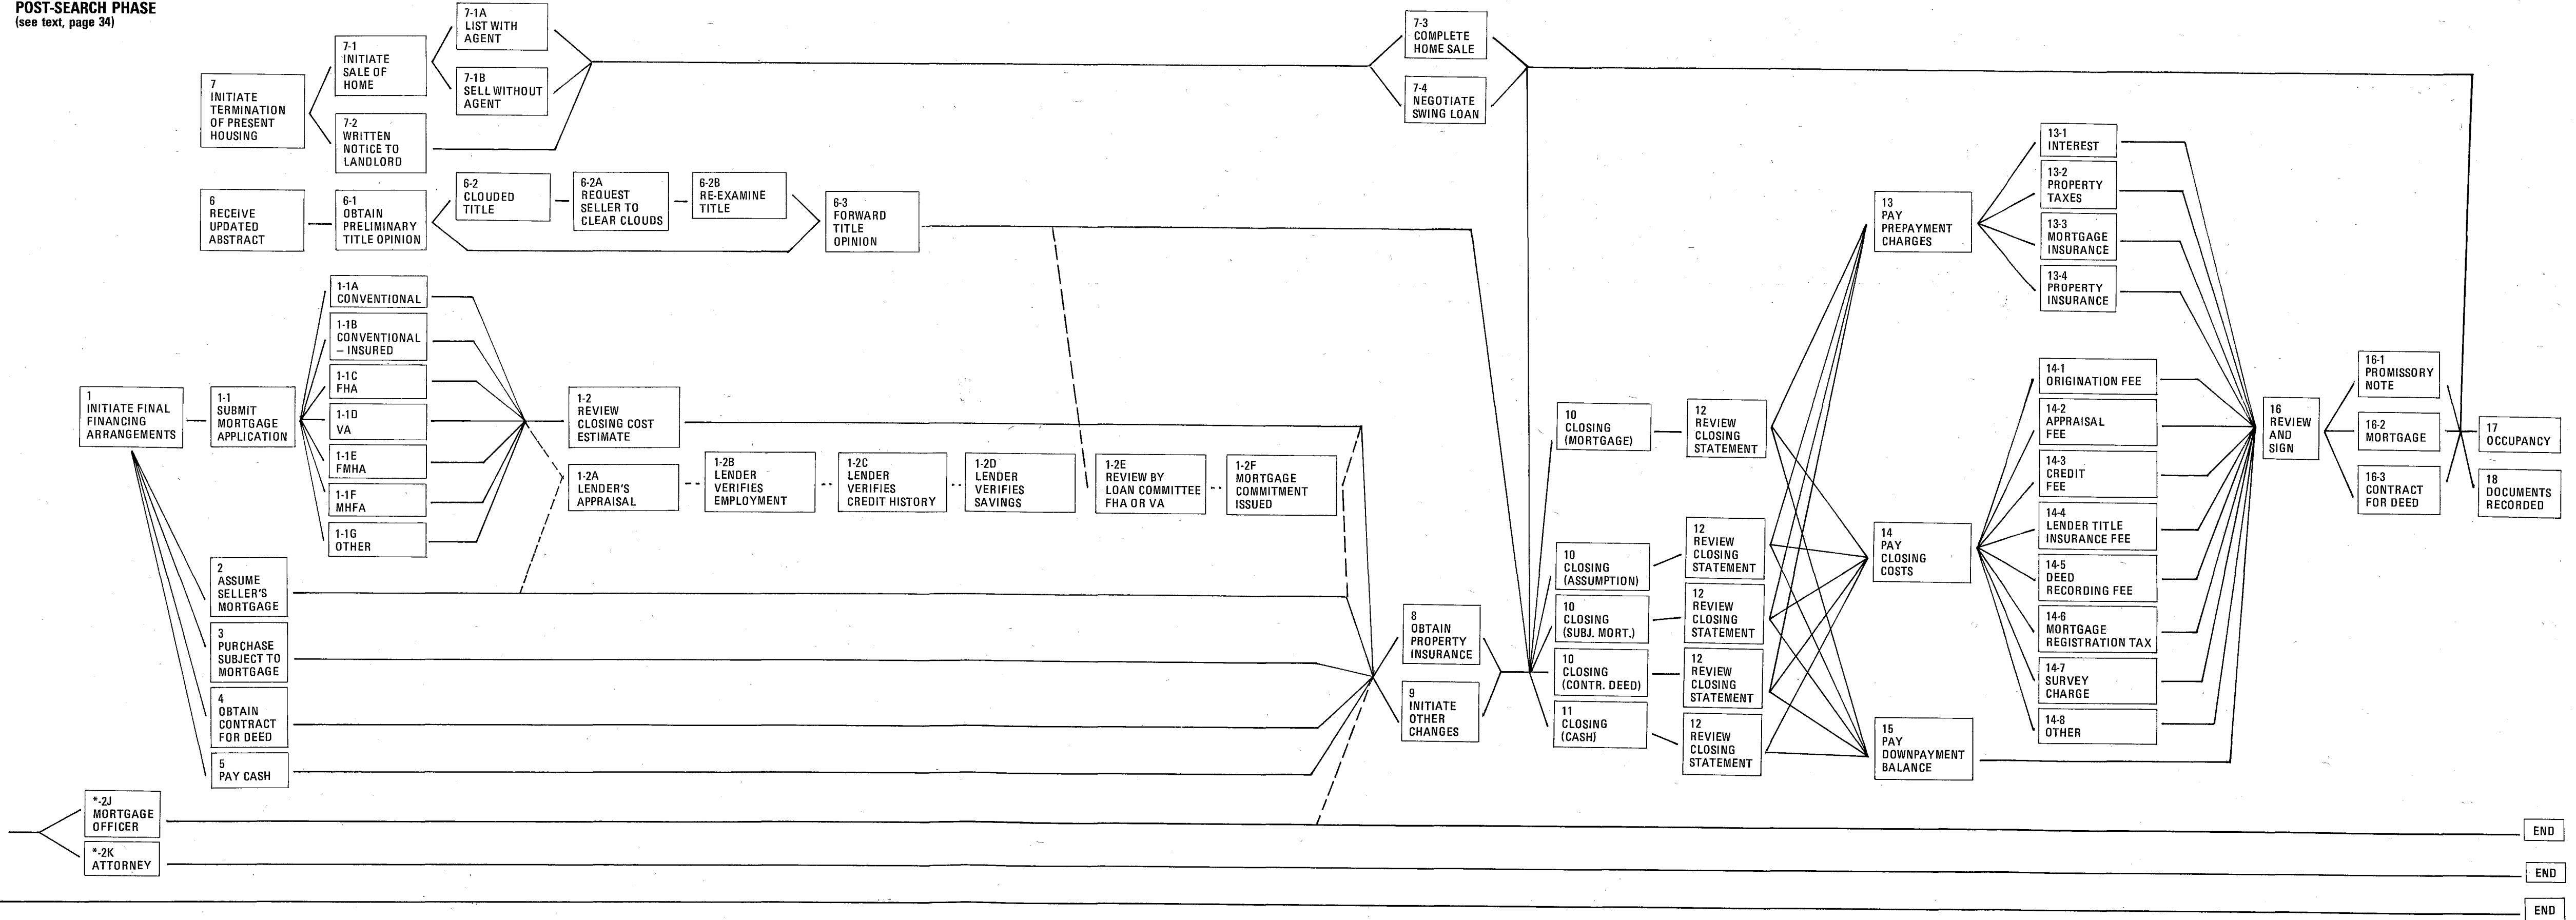 POST-SEARCH PHASE
(see text, page 34)
7
INITIATE
TERMINATION
OF PRESENT
HOUSING
7-1
INITIATE
SALE OF
HOME
7-1A
LIST WITH
AGENT
7-1B
SELL WITHOUT
AGENT
7-2
WRITTEN
NOTICE TO
LANDLORD
7-3
COMPLETE
HOME SALE
7-4
NEGOTIATE
SWING LOAN
6
RECEIVE
UPDATED
ABSTRACT
6-1
OBTAIN
PRELIMINARY
TITLE OPINION
6-2
CLOUDED
TITLE
6-2A
REQUEST
SELLER TO
CLEAR CLOUDS
6-2B
RE-EXAMINE
TITLE
6-3
FORWARD
TITLE
OPINION
1
INITIATE FINAL
FINANCING
ARRANGEMENTS
1-1
SUBMIT
MORTGAGE
APPLICATION
1-1A
CONVENTIONAL
1-1B
CONVENTIONAL
– INSURED
1-1C
FHA
1-1D
VA
1-1E
FMHA
1-1F
MHFA
1-1G
OTHER
1-2
REVIEW
CLOSING COST
ESTIMATE
1-2A
LENDER'S
APPRAISAL
1-2B
LENDER
VERIFIES
EMPLOYMENT
1-2C
LENDER
VERIFIES
CREDIT HISTORY
1-2D
LENDER
VERIFIES
SAVINGS
1-2E
REVIEW BY
LOAN COMMITTEE
FHA OR VA
1-2F
MORTGAGE
COMMITMENT
ISSUED
2
ASSUME
SELLER'S
MORTGAGE
3
PURCHASE
SUBJECT TO
MORTGAGE
4
OBTAIN
CONTRACT
FOR DEED
5
PAY CASH
*-2J
MORTGAGE
OFFICER
*-2K
ATTORNEY
8
OBTAIN
PROPERTY
INSURANCE
9
INITIATE
OTHER
CHANGES
10
CLOSING
(MORTGAGE)
10
CLOSING
(ASSUMPTION)
10
CLOSING
(SUBJ. MORT.)
10
CLOSING
(CONTR. DEED)
11
CLOSING
(CASH)
12
REVIEW
CLOSING
STATEMENT
12
REVIEW
CLOSING
STATEMENT
12
REVIEW
CLOSING
STATEMENT
12
REVIEW
CLOSING
STATEMENT
12
REVIEW
CLOSING
STATEMENT
13
PAY
PREPAYMENT
CHARGES
14
PAY
CLOSING
COSTS
15
PAY
DOWNPAYMENT
BALANCE
13-1
INTEREST
13-2
PROPERTY
TAXES
13-3
MORTGAGE
INSURANCE
13-4
PROPERTY
INSURANCE
14-1
ORIGINATION FEE
14-2
APPRAISAL
FEE
14-3
CREDIT
FEE
14-4
LENDER TITLE
INSURANCE FEE
14-5
DEED
RECORDING FEE
14-6
MORTGAGE
REGISTRATION TAX
14-7
SURVEY
CHARGE
14-8
OTHER
16
REVIEW
AND
SIGN
16-1
PROMISSORY
NOTE
16-2
MORTGAGE
16-3
CONTRACT
FOR DEED
17
OCCUPANCY
18
DOCUMENTS
RECORDED
END
END
END